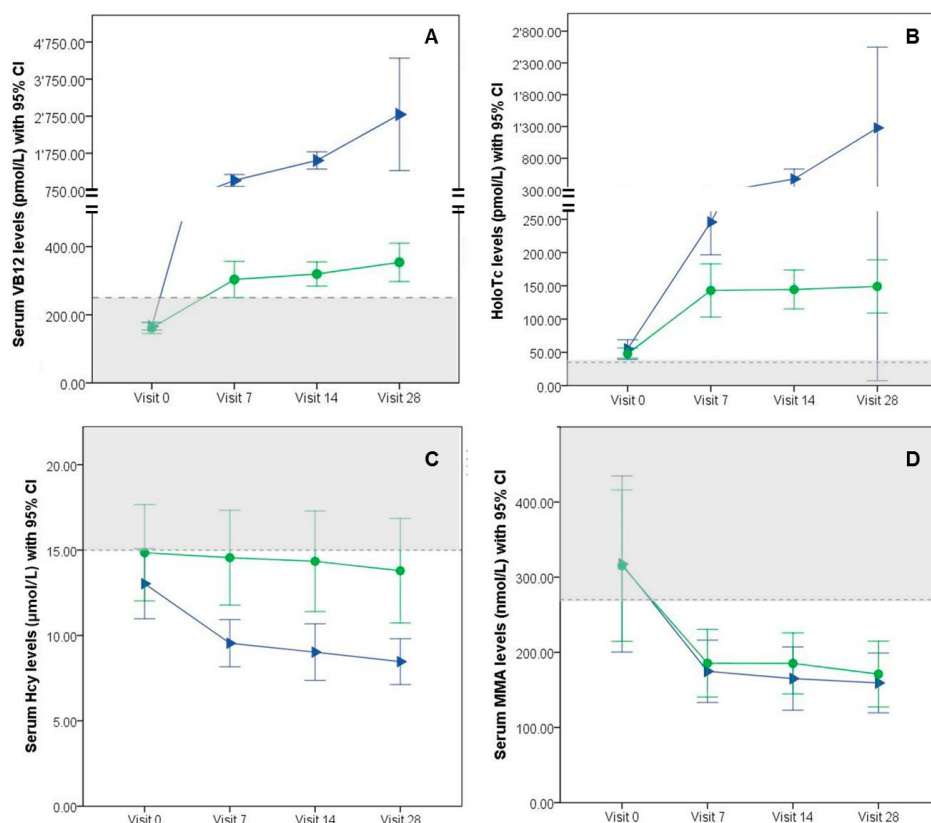 A
Serum VB12 levels (pmol/L) with 95% CI
4'750.00
3'750.00
2'750.00
1'750.00
750.00
400.00
200.00
0.00
Visit 0 Visit 7 Visit 14 Visit 28
B
HoloTc levels (pmol/L) with 95% CI
2'800.00
2'300.00
1'800.00
1'300.00
800.00
300.00
250.00
200.00
150.00
100.00
50.00
0.00
Visit 0 Visit 7 Visit 14 Visit 28
C
Serum Hcy levels (µmol/L) with 95% CI
20.00
15.00
10.00
5.00
0.00
Visit 0 Visit 7 Visit 14 Visit 28
D
Serum MMA levels (nmol/L) with 95% CI
400.00
300.00
200.00
100.00
0.00
Visit 0 Visit 7 Visit 14 Visit 28